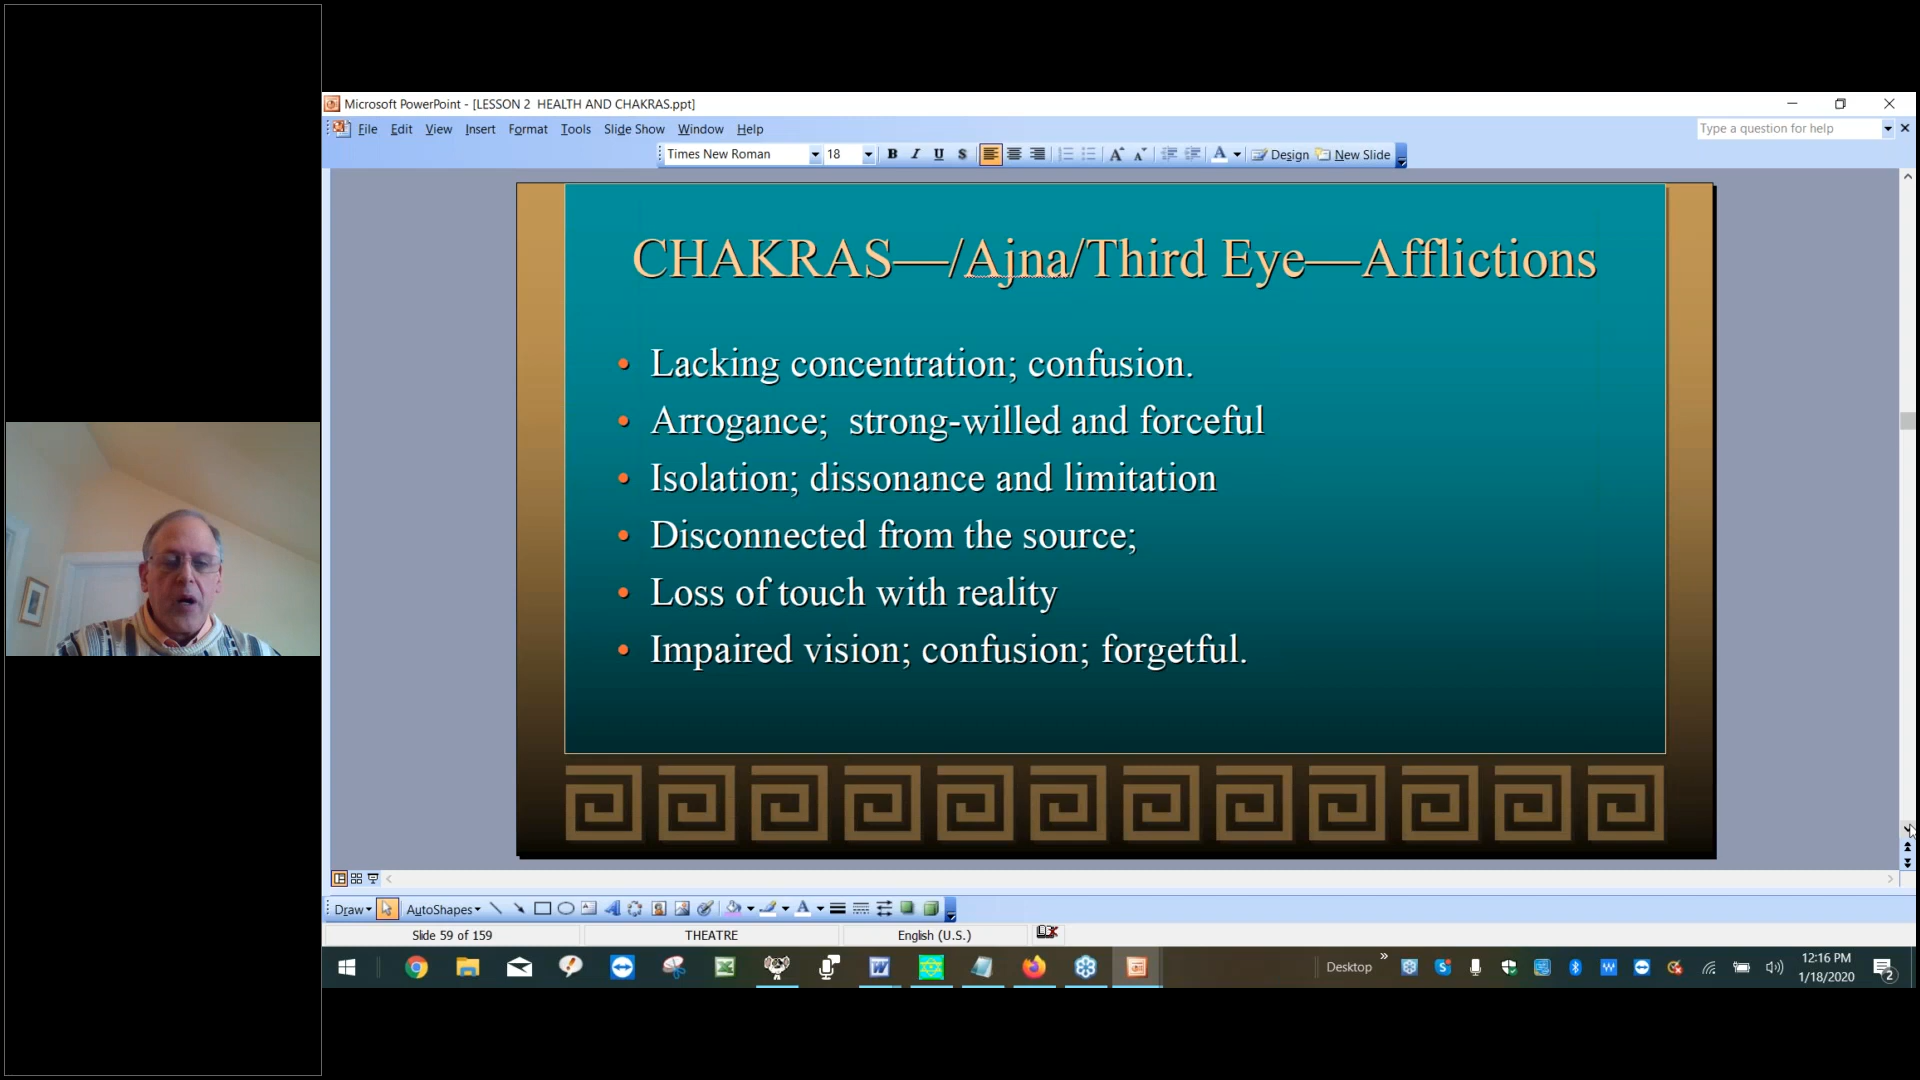 Microsoft PowerPoint - [LESSON 2  HEALTH AND CHAKRAS.ppt]
File Edit View Insert Format Tools Slide Show Window Help
Type a question for help
Times New Roman 18 B I U S A A A Design New Slide
CHAKRAS—/Ajna/Third Eye—Afflictions
• Lacking concentration; confusion.
• Arrogance;  strong-willed and forceful
• Isolation; dissonance and limitation
• Disconnected from the source;
• Loss of touch with reality
• Impaired vision; confusion; forgetful.
Draw AutoShapes A
Slide 59 of 159 THEATRE English (U.S.)
Desktop
12:16 PM
1/18/2020
2